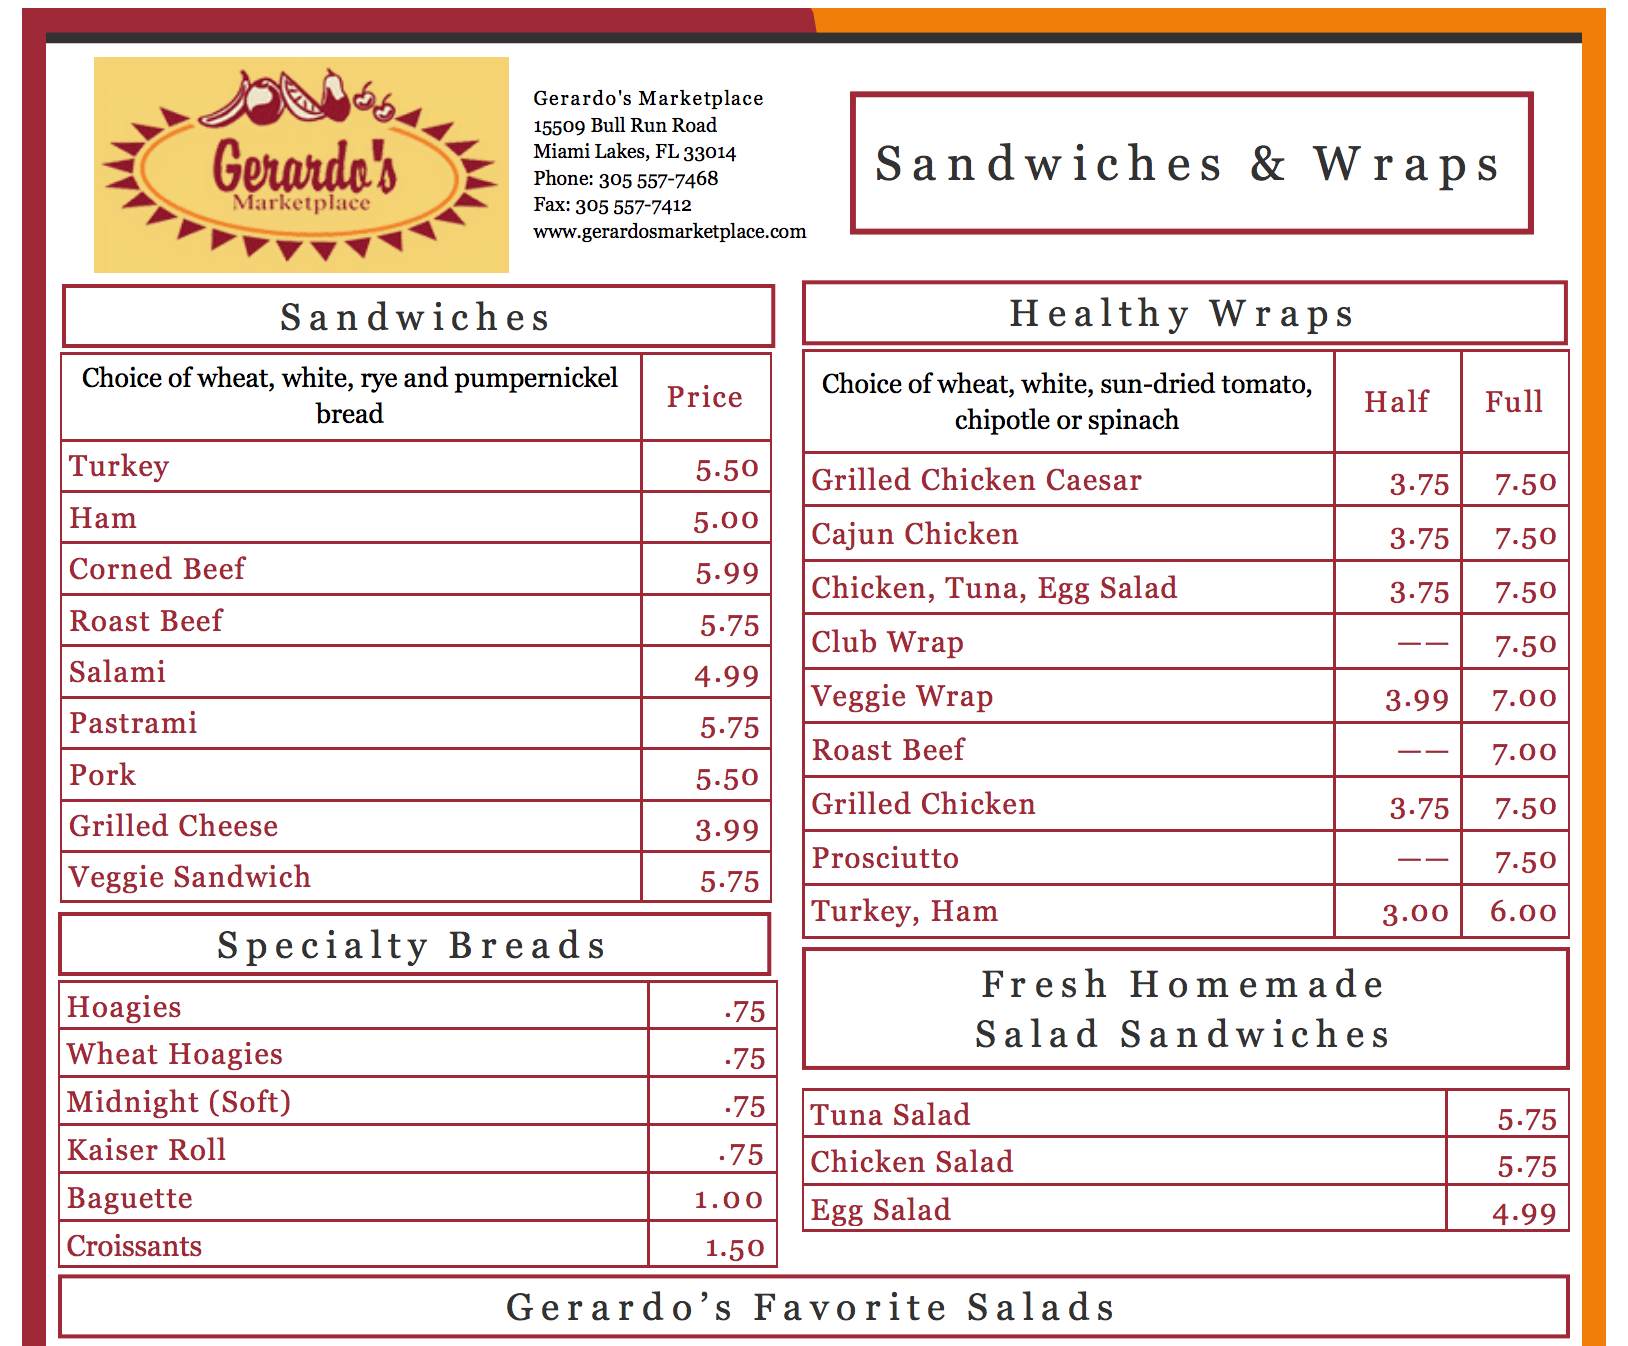 Gerardo's
Marketplace
Gerardo's Marketplace
15509 Bull Run Road
Miami Lakes, FL 33014
Phone: 305 557-7468
Fax: 305 557-7412
www.gerardosmarketplace.com
Sandwiches & Wraps
Sandwiches
Choice of wheat, white, rye and pumpernickel
bread
Price
Turkey 5.50
Ham 5.00
Corned Beef 5.99
Roast Beef 5.75
Salami 4.99
Pastrami 5.75
Pork 5.50
Grilled Cheese 3.99
Veggie Sandwich 5.75
Specialty Breads
Hoagies .75
Wheat Hoagies .75
Midnight (Soft) .75
Kaiser Roll .75
Baguette 1.00
Croissants 1.50
Healthy Wraps
Choice of wheat, white, sun-dried tomato,
chipotle or spinach
Half Full
Grilled Chicken Caesar 3.75 7.50
Cajun Chicken 3.75 7.50
Chicken, Tuna, Egg Salad 3.75 7.50
Club Wrap —— 7.50
Veggie Wrap 3.99 7.00
Roast Beef —— 7.00
Grilled Chicken 3.75 7.50
Prosciutto —— 7.50
Turkey, Ham 3.00 6.00
Fresh Homemade
Salad Sandwiches
Tuna Salad 5.75
Chicken Salad 5.75
Egg Salad 4.99
Gerardo’s Favorite Salads